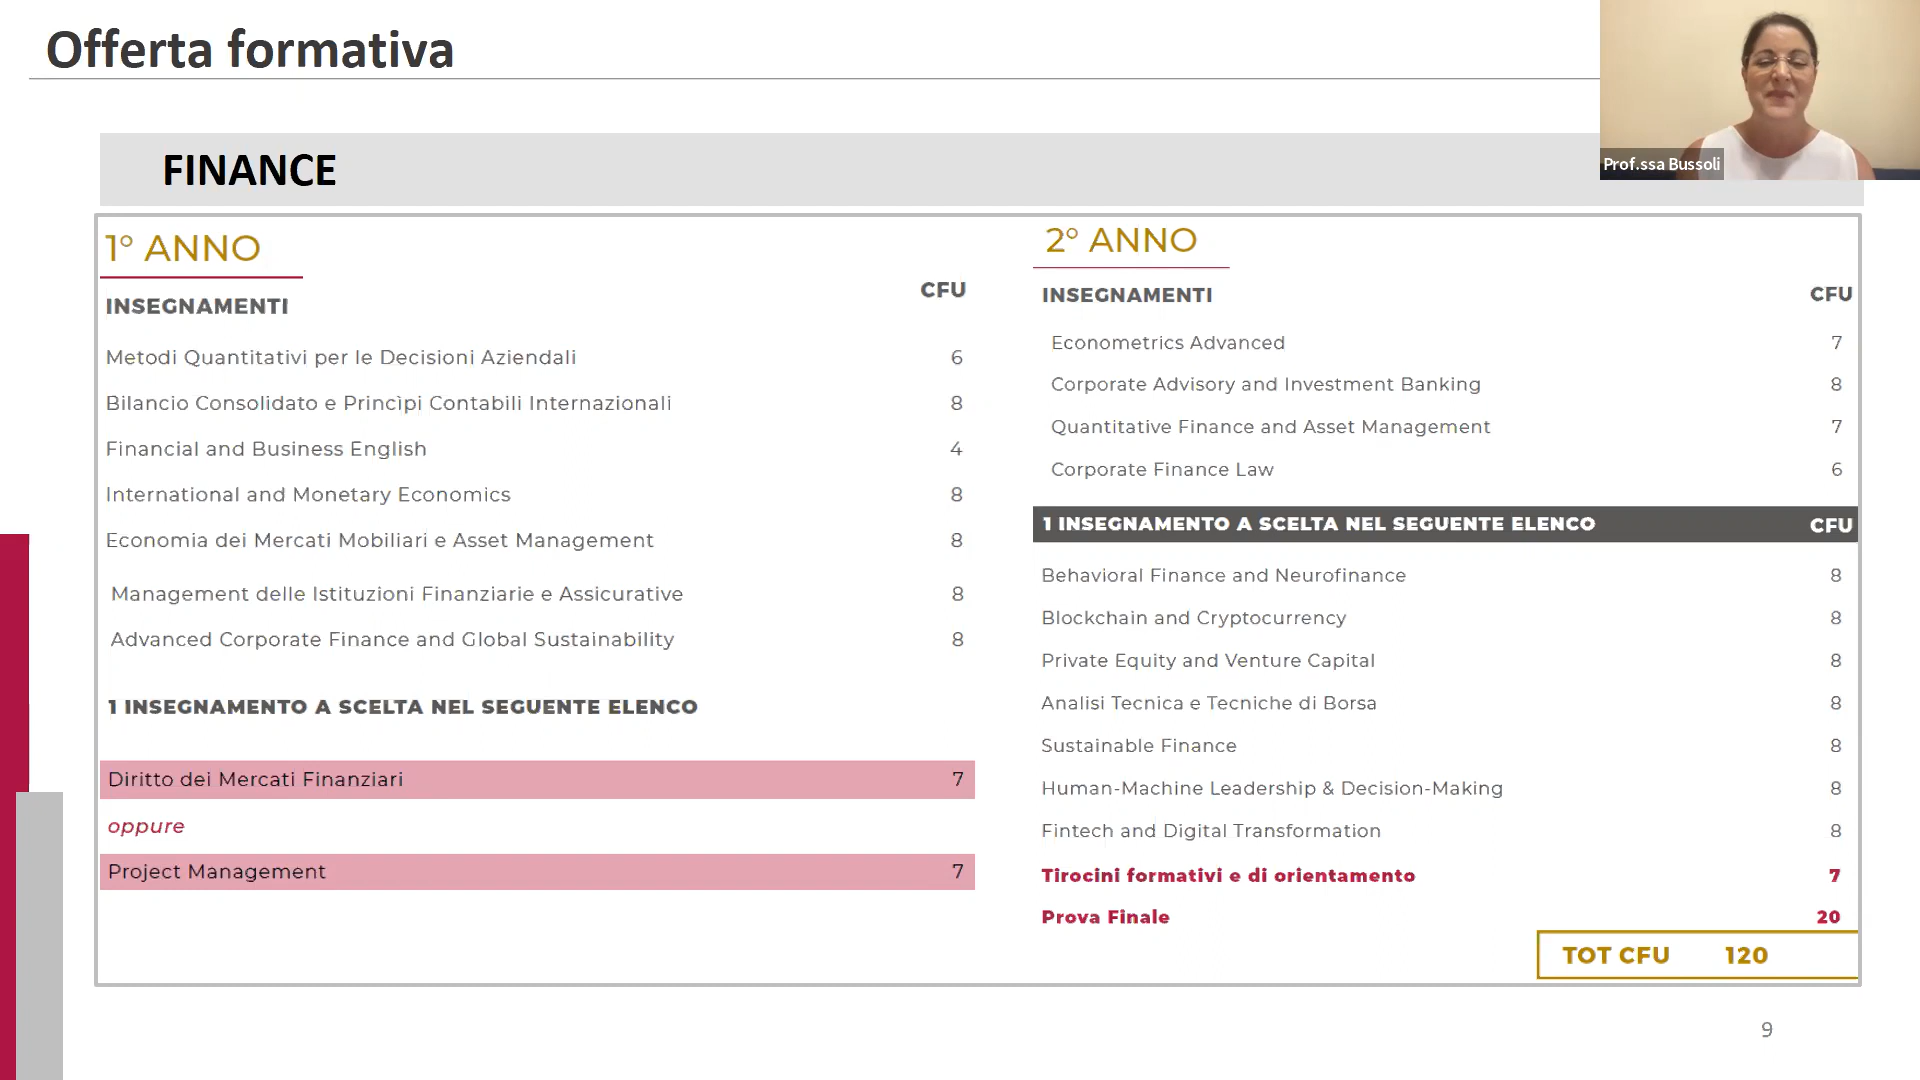 Offerta formativa
Prof.ssa Bussoli
FINANCE
1° ANNO
CFU
INSEGNAMENTI
Metodi Quantitativi per le Decisioni Aziendali 6
Bilancio Consolidato e Princìpi Contabili Internazionali 8
Financial and Business English 4
International and Monetary Economics 8
Economia dei Mercati Mobiliari e Asset Management 8
Management delle Istituzioni Finanziarie e Assicurative 8
Advanced Corporate Finance and Global Sustainability 8
1 INSEGNAMENTO A SCELTA NEL SEGUENTE ELENCO
Diritto dei Mercati Finanziari 7
oppure
Project Management 7
2° ANNO
INSEGNAMENTI CFU
Econometrics Advanced 7
Corporate Advisory and Investment Banking 8
Quantitative Finance and Asset Management 7
Corporate Finance Law 6
1 INSEGNAMENTO A SCELTA NEL SEGUENTE ELENCO CFU
Behavioral Finance and Neurofinance 8
Blockchain and Cryptocurrency 8
Private Equity and Venture Capital 8
Analisi Tecnica e Tecniche di Borsa 8
Sustainable Finance 8
Human-Machine Leadership & Decision-Making 8
Fintech and Digital Transformation 8
Tirocini formativi e di orientamento 7
Prova Finale 20
TOT CFU 120
9